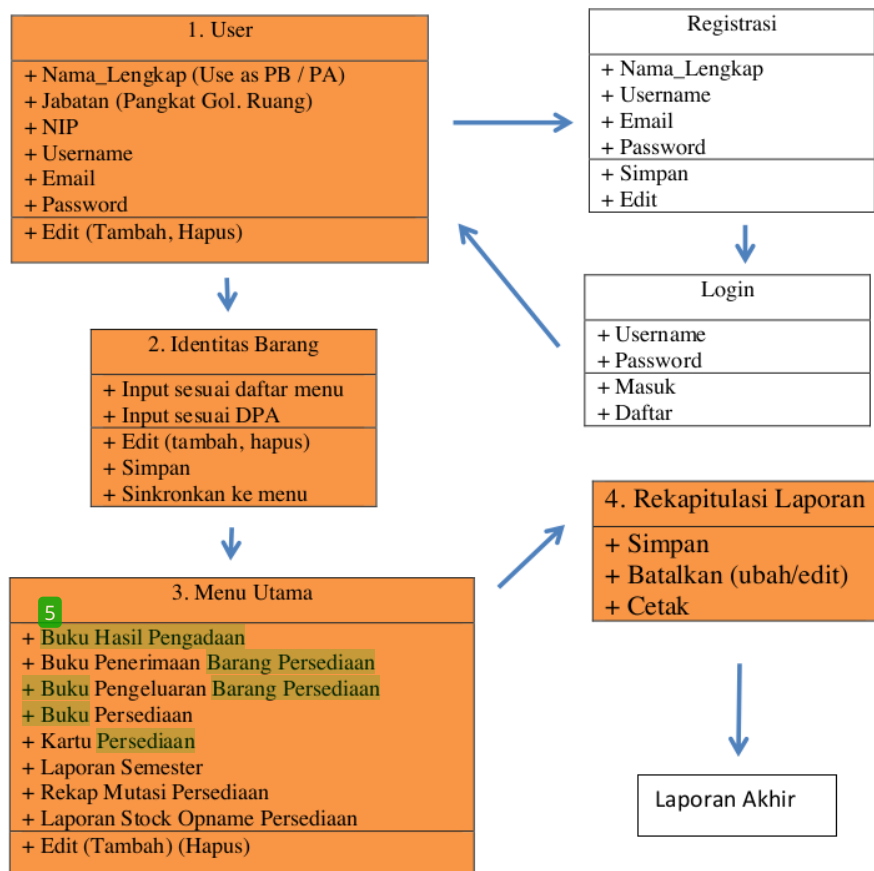 1. User
+ Nama_Lengkap (Use as PB / PA)
+ Jabatan (Pangkat Gol. Ruang)
+ NIP
+ Username
+ Email
+ Password
+ Edit (Tambah, Hapus)
Registrasi
+ Nama_Lengkap
+ Username
+ Email
+ Password
+ Simpan
+ Edit
Login
+ Username
+ Password
+ Masuk
+ Daftar
2. Identitas Barang
+ Input sesuai daftar menu
+ Input sesuai DPA
+ Edit (tambah, hapus)
+ Simpan
+ Sinkronkan ke menu
3. Menu Utama
5
+ Buku Hasil Pengadaan
+ Buku Penerimaan Barang Persediaan
+ Buku Pengeluaran Barang Persediaan
+ Buku Persediaan
+ Kartu Persediaan
+ Laporan Semester
+ Rekap Mutasi Persediaan
+ Laporan Stock Opname Persediaan
+ Edit (Tambah) (Hapus)
4. Rekapitulasi Laporan
+ Simpan
+ Batalkan (ubah/edit)
+ Cetak
Laporan Akhir